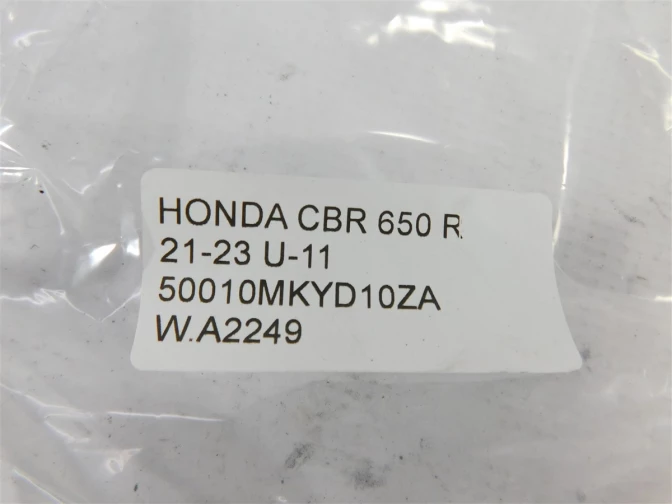 HONDA CBR 650 R.
21-23 U-11
50010MKYD10ZA
W.A2249